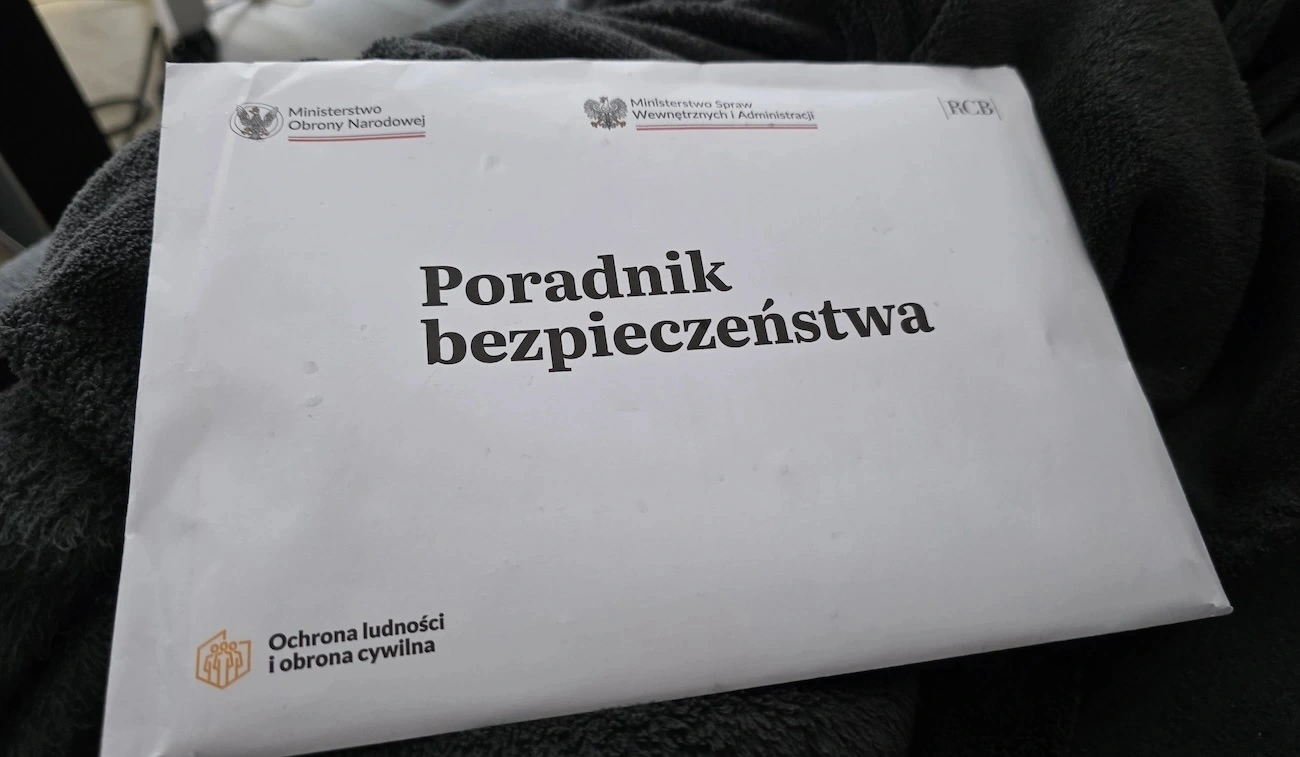 Ministerstwo
Obrony Narodowej
Ministerstwo Spraw
Wewnętrznych i Administracji
RCB
Poradnik
bezpieczeństwa
Ochrona ludności
i obrona cywilna